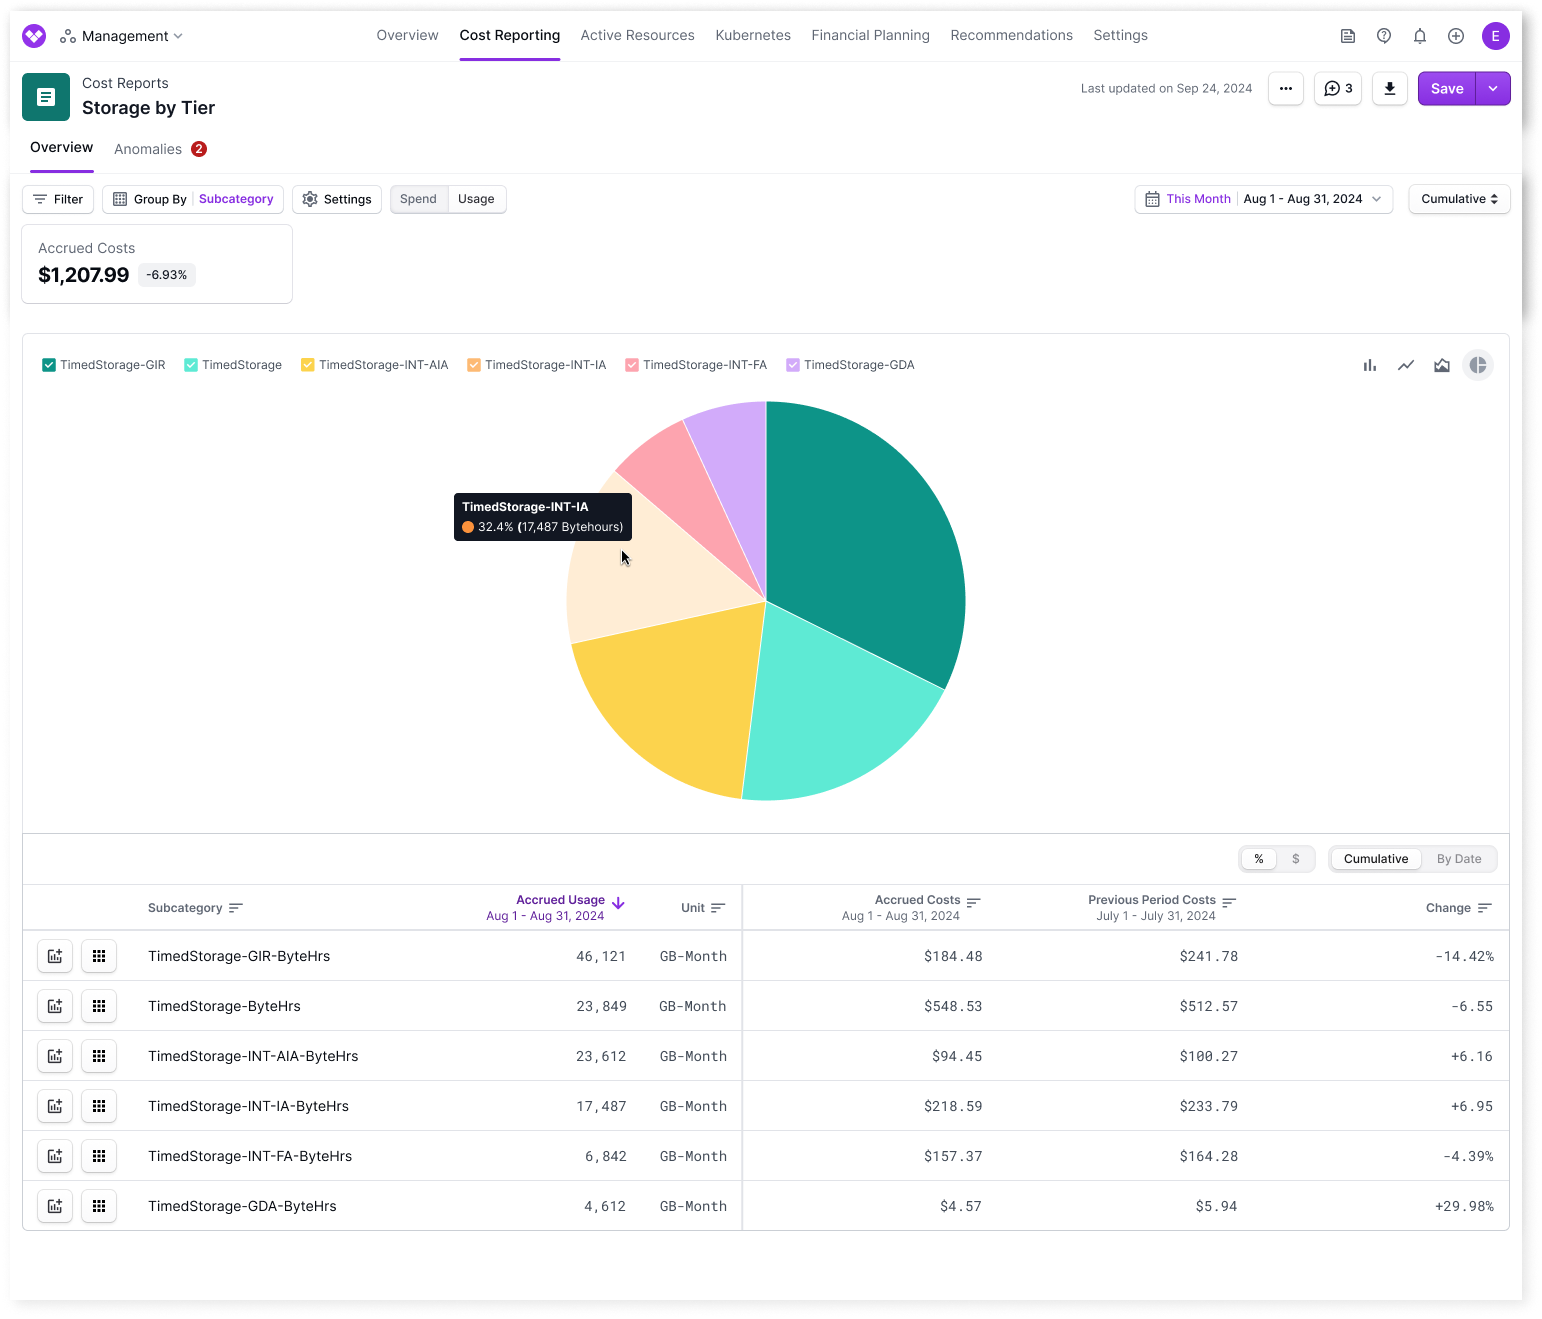 Management
Overview Cost Reporting Active Resources Kubernetes Financial Planning Recommendations Settings
E
Cost Reports
Storage by Tier
Last updated on Sep 24, 2024
3
Save
Overview Anomalies 2
Filter Group By Subcategory Settings Spend Usage
This Month Aug 1 - Aug 31, 2024 Cumulative
Accrued Costs
$1,207.99 -6.93%
TimedStorage-GIR TimedStorage TimedStorage-INT-AIA TimedStorage-INT-IA TimedStorage-INT-FA TimedStorage-GDA
TimedStorage-INT-IA
32.4% (17,487 Bytehours)
% $ Cumulative By Date
Subcategory Accrued Usage Unit Accrued Costs Previous Period Costs Change
Aug 1 - Aug 31, 2024 Aug 1 - Aug 31, 2024 July 1 - July 31, 2024
TimedStorage-GIR-ByteHrs 46,121 GB-Month $184.48 $241.78 -14.42%
TimedStorage-ByteHrs 23,849 GB-Month $548.53 $512.57 -6.55
TimedStorage-INT-AIA-ByteHrs 23,612 GB-Month $94.45 $100.27 +6.16
TimedStorage-INT-IA-ByteHrs 17,487 GB-Month $218.59 $233.79 +6.95
TimedStorage-INT-FA-ByteHrs 6,842 GB-Month $157.37 $164.28 -4.39%
TimedStorage-GDA-ByteHrs 4,612 GB-Month $4.57 $5.94 +29.98%